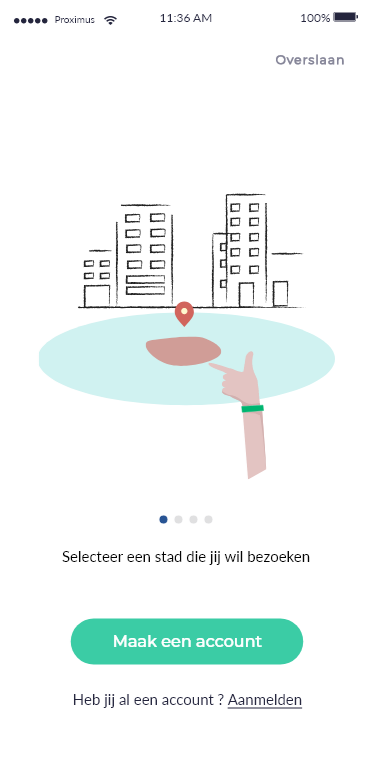 Proximus 11:36 AM 100%
Overslaan
Selecteer een stad die jij wil bezoeken
Maak een account
Heb jij al een account ? Aanmelden